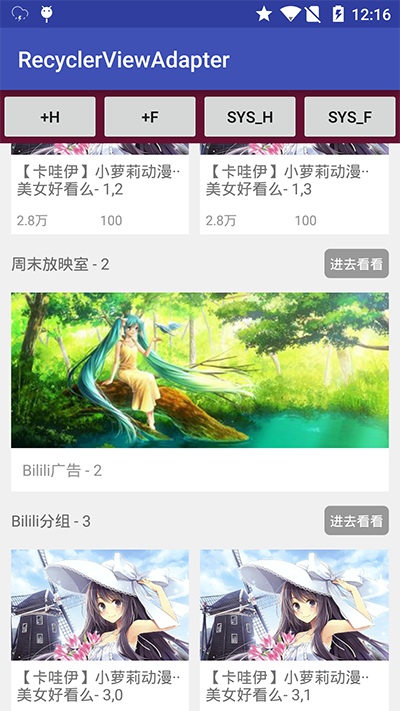 12:16
RecyclerViewAdapter
+H
+F
SYS_H
SYS_F
【卡哇伊】小萝莉动漫··
美女好看么- 1,2
2.8万 100
【卡哇伊】小萝莉动漫··
美女好看么- 1,3
2.8万 100
周末放映室 - 2
进去看看
Bilili广告 - 2
Bilili分组 - 3
进去看看
【卡哇伊】小萝莉动漫··
美女好看么- 3,0
【卡哇伊】小萝莉动漫··
美女好看么- 3,1